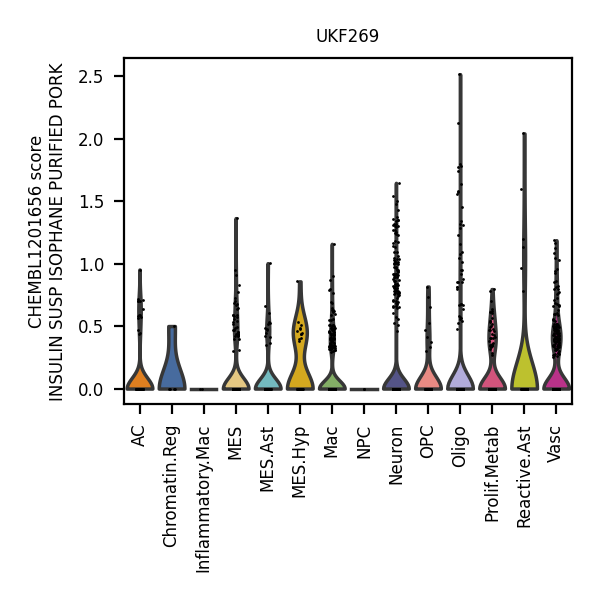 UKF269
CHEMBL1201656 score
INSULIN SUSP ISOPHANE PURIFIED PORK
2.5
2.0
1.5
1.0
0.5
0.0
AC
Chromatin.Reg
Inflammatory.Mac
MES
MES.Ast
MES.Hyp
Mac
NPC
Neuron
OPC
Oligo
Prolif.Metab
Reactive.Ast
Vasc